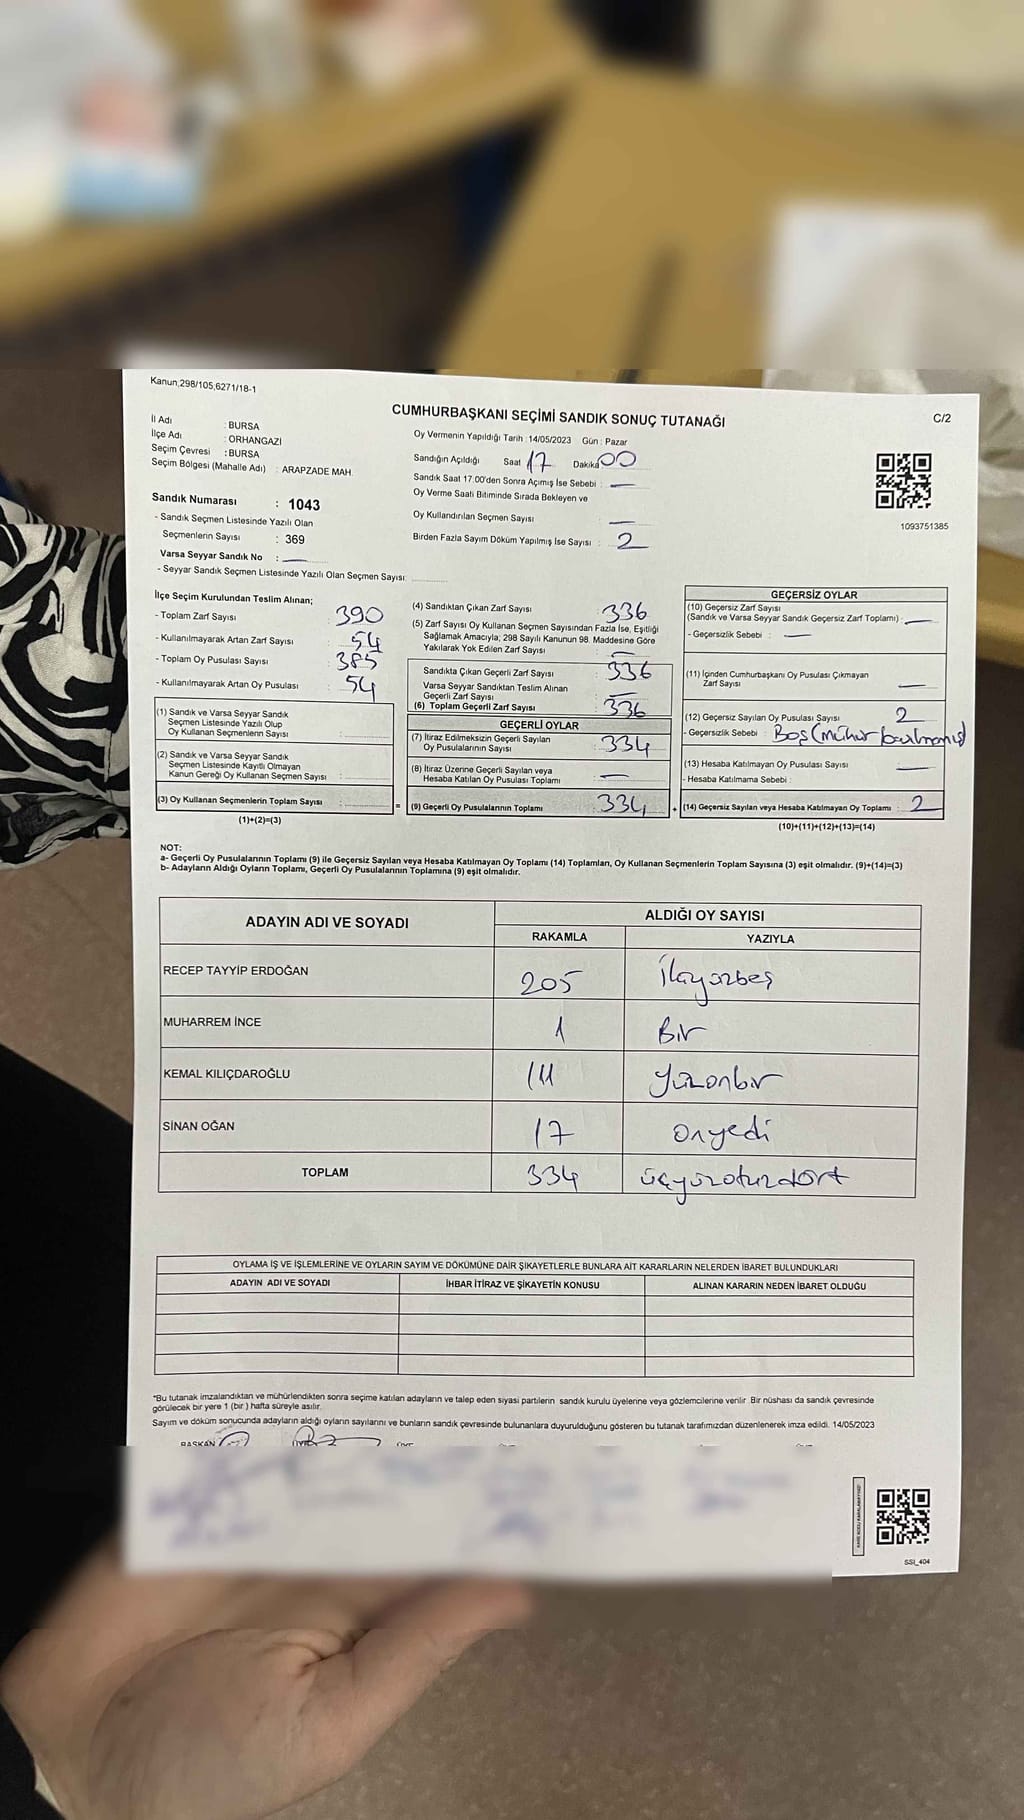 Kanun,298/105,6271/18-1
CUMHURBAŞKANI SEÇİMİ SANDIK SONUÇ TUTANAĞI
C/2
İl Adı : BURSA
İlçe Adı : ORHANGAZİ
Seçim Çevresi : BURSA
Seçim Bölgesi (Mahalle Adı) : ARAPZADE MAH.
Sandık Numarası : 1043
- Sandık Seçmen Listesinde Yazılı Olan
Seçmenlerin Sayısı : 369
Varsa Seyyar Sandık No : —
- Seyyar Sandık Seçmen Listesinde Yazılı Olan Seçmen Sayısı:
Oy Vermenin Yapıldığı Tarih : 14/05/2023 Gün : Pazar
Sandığın Açıldığı Saat 17 Dakika 00
Sandık Saat 17.00'den Sonra Açımış İse Sebebi : —
Oy Verme Saati Bitiminde Sırada Bekleyen ve
Oy Kullandırılan Seçmen Sayısı —
Birden Fazla Sayım Döküm Yapılmış İse Sayısı : 2
1093751385
İlçe Seçim Kurulundan Teslim Alınan;
- Toplam Zarf Sayısı : 390
- Kullanılmayarak Artan Zarf Sayısı : 54
- Toplam Oy Pusulası Sayısı : 385
- Kullanılmayarak Artan Oy Pusulası : 54
(1) Sandık ve Varsa Seyyar Sandık
Seçmen Listesinde Yazılı Olup
Oy Kullanan Seçmenlerin Sayısı :
(2) Sandık ve Varsa Seyyar Sandık
Seçmen Listesinde Kayıtlı Olmayan
Kanun Gereği Oy Kullanan Seçmen Sayısı :
(3) Oy Kullanan Seçmenlerin Toplam Sayısı :
(1)+(2)=(3)
(4) Sandıktan Çıkan Zarf Sayısı : 336
(5) Zarf Sayısı Oy Kullanan Seçmen Sayısından Fazla İse, Eşitliği
Sağlamak Amacıyla; 298 Sayılı Kanunun 98. Maddesine Göre
Yakılarak Yok Edilen Zarf Sayısı : —
Sandıkta Çıkan Geçerli Zarf Sayısı : 336
Varsa Seyyar Sandıktan Teslim Alınan
Geçerli Zarf Sayısı : —
(6) Toplam Geçerli Zarf Sayısı : 336
GEÇERLİ OYLAR
(7) İtiraz Edilmeksizin Geçerli Sayılan
Oy Pusulalarının Sayısı : 334
(8) İtiraz Üzerine Geçerli Sayılan veya
Hesaba Katılan Oy Pusulası Toplamı : —
= (9) Geçerli Oy Pusulalarının Toplamı : 334
GEÇERSİZ OYLAR
(10) Geçersiz Zarf Sayısı
(Sandık ve Varsa Seyyar Sandık Geçersiz Zarf Toplamı) : —
- Geçersizlik Sebebi : —
(11) İçinden Cumhurbaşkanı Oy Pusulası Çıkmayan
Zarf Sayısı : —
(12) Geçersiz Sayılan Oy Pusulası Sayısı : 2
- Geçersizlik Sebebi : Boş (mühür basılmamış)
(13) Hesaba Katılmayan Oy Pusulası Sayısı : —
- Hesaba Katılmama Sebebi :
+ (14) Geçersiz Sayılan veya Hesaba Katılmayan Oy Toplamı : 2
(10)+(11)+(12)+(13)=(14)
NOT:
a- Geçerli Oy Pusulalarının Toplamı (9) ile Geçersiz Sayılan veya Hesaba Katılmayan Oy Toplamı (14) Toplamları, Oy Kullanan Seçmenlerin Toplam Sayısına (3) eşit olmalıdır. (9)+(14)=(3)
b- Adayların Aldığı Oyların Toplamı, Geçerli Oy Pusulalarının Toplamına (9) eşit olmalıdır.
ADAYIN ADI VE SOYADI
ALDIĞI OY SAYISI
RAKAMLA YAZIYLA
RECEP TAYYİP ERDOĞAN 205 İkiyüzbeş
MUHARREM İNCE 1 Bir
KEMAL KILIÇDAROĞLU 111 Yüzonbir
SİNAN OĞAN 17 Onyedi
TOPLAM 334 üçyüzotuzdört
OYLAMA İŞ VE İŞLEMLERİNE VE OYLARIN SAYIM VE DÖKÜMÜNE DAİR ŞİKAYETLERLE BUNLARA AİT KARARLARIN NELERDEN İBARET BULUNDUKLARI
ADAYIN ADI VE SOYADI İHBAR İTİRAZ VE ŞİKAYETİN KONUSU ALINAN KARARIN NEDEN İBARET OLDUĞU
*Bu tutanak imzalandıktan ve mühürlendikten sonra seçime katılan adayların ve talep eden siyasi partilerin sandık kurulu üyelerine veya gözlemcilerine verilir. Bir nüshası da sandık çevresinde
görülecek bir yere 1 (bir) hafta süreyle asılır.
Sayım ve döküm sonucunda adayların aldığı oyların sayılarını ve bunların sandık çevresinde bulunanlara duyurulduğunu gösteren bu tutanak tarafımızdan düzenlenerek imza edildi. 14/05/2023
BAŞKAN
SSI_404